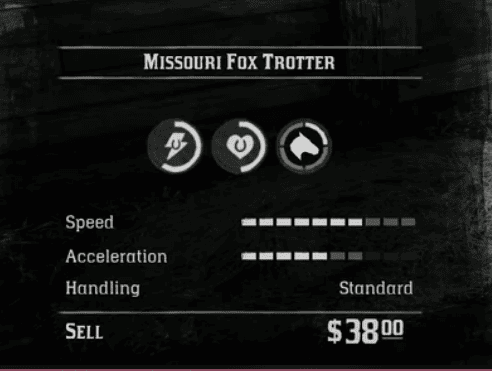 Missouri Fox Trotter
Speed
Acceleration
Handling Standard
Sell $3800